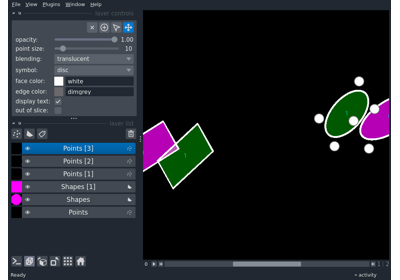 File View Plugins Window Help
layer controls
opacity: 1.00
point size: 10
blending: translucent
symbol: disc
face color: white
edge color: dimgrey
display text: ✓
out of slice:
layer list
Points [3]
Points [2]
Points [1]
Shapes [1]
Shapes
Points
1
1
Ready
activity